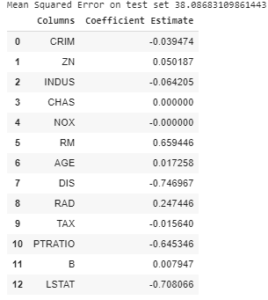 Mean Squared Error on test set 38.08683109861443
Columns Coefficient Estimate
0 CRIM -0.039474
1 ZN 0.050187
2 INDUS -0.064205
3 CHAS 0.000000
4 NOX -0.000000
5 RM 0.659446
6 AGE 0.017258
7 DIS -0.746967
8 RAD 0.247446
9 TAX -0.015640
10 PTRATIO -0.645346
11 B 0.007947
12 LSTAT -0.708066